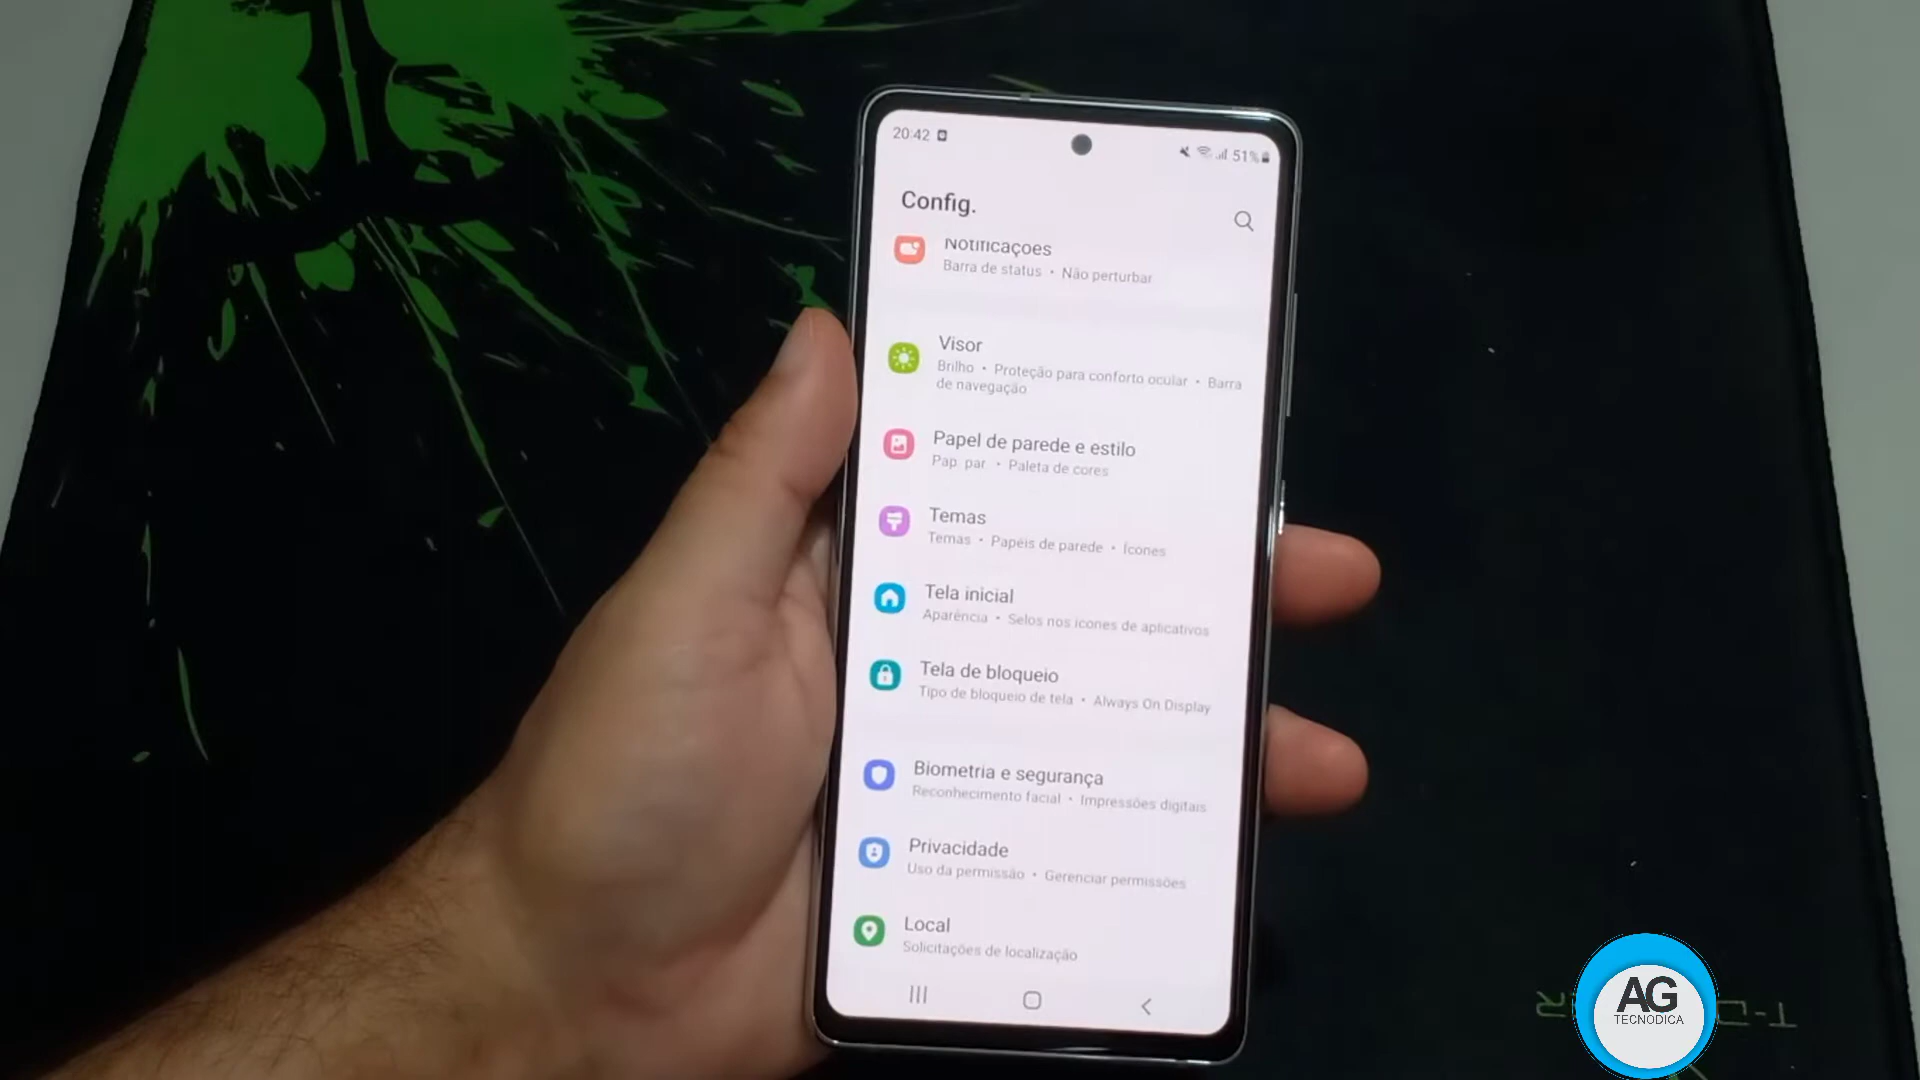 20:42
51%
Config.
Notificações
Barra de status • Não perturbar
Visor
Brilho • Proteção para conforto ocular • Barra
de navegação
Papel de parede e estilo
Pap. par • Paleta de cores
Temas
Temas • Papéis de parede • Ícones
Tela inicial
Aparência • Selos nos ícones de aplicativos
Tela de bloqueio
Tipo de bloqueio de tela • Always On Display
Biometria e segurança
Reconhecimento facial • Impressões digitais
Privacidade
Uso da permissão • Gerenciar permissões
Local
Solicitações de localização
AG
TECNODICA